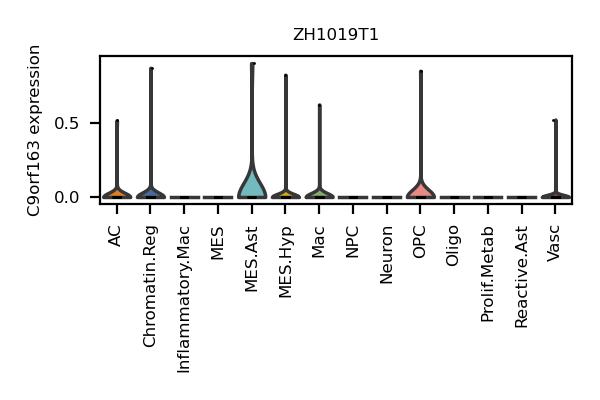 ZH1019T1
C9orf163 expression
0.5
0.0
AC
Chromatin.Reg
Inflammatory.Mac
MES
MES.Ast
MES.Hyp
Mac
NPC
Neuron
OPC
Oligo
Prolif.Metab
Reactive.Ast
Vasc